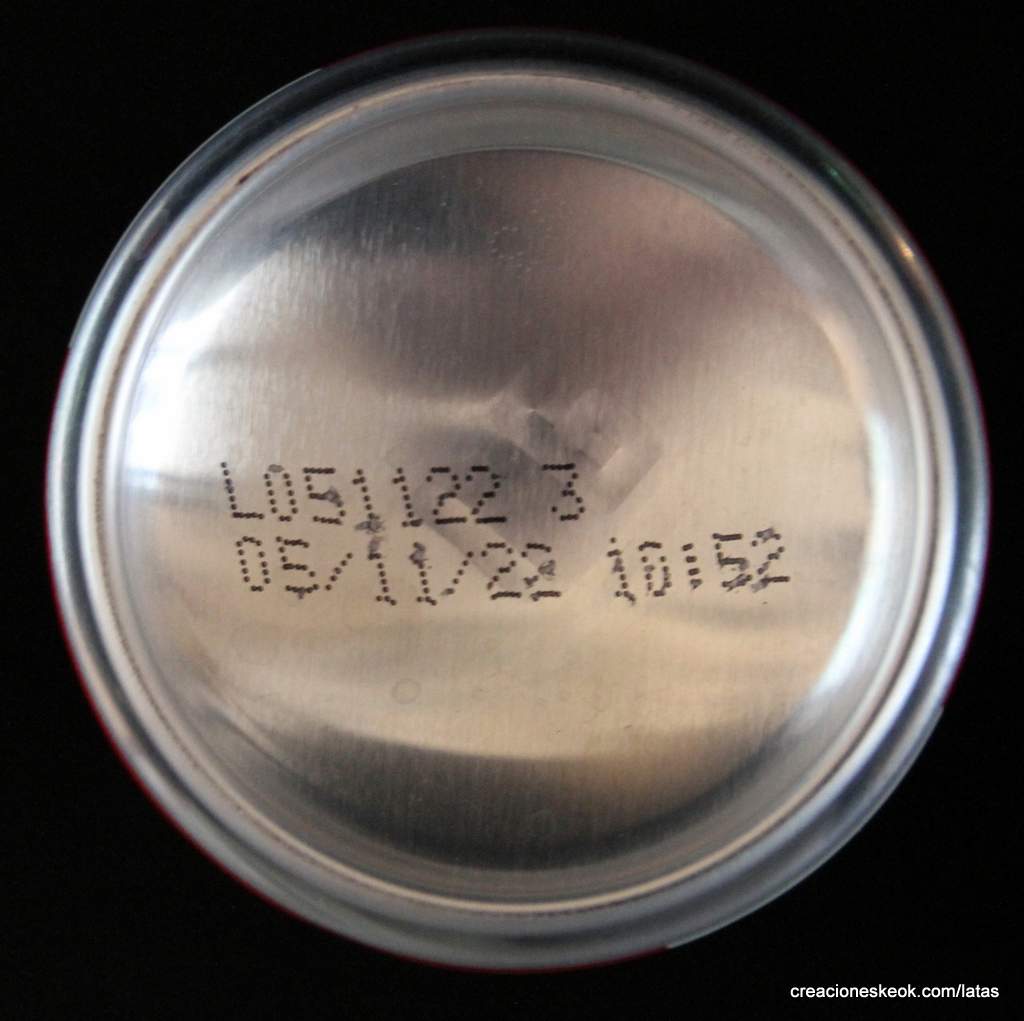 L051122 3
05/11/22 10:52
creacioneskeok.com/latas